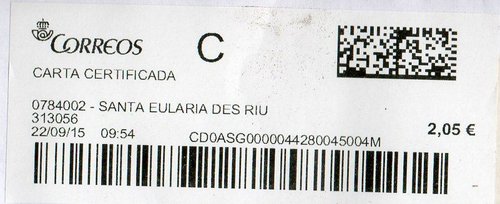 CORREOS C
CARTA CERTIFICADA
0784002 - SANTA EULARIA DES RIU
313056
22/09/15 09:54 CD0ASG0000044280045004M 2,05 €